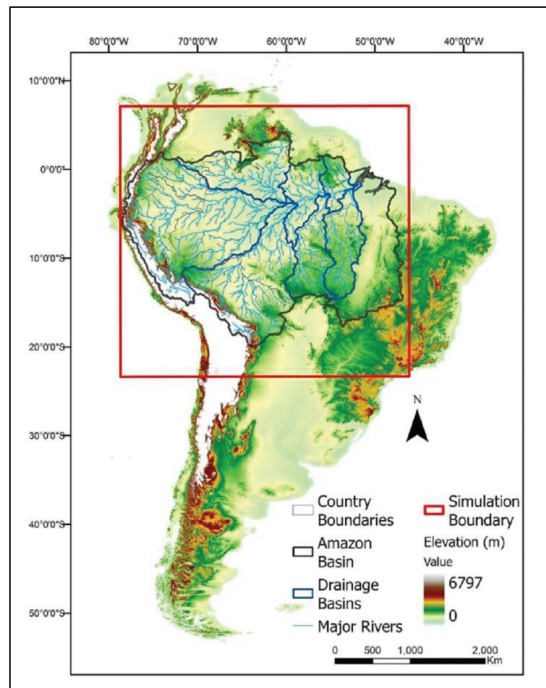 80°0'0"W 70°0'0"W 60°0'0"W 50°0'0"W 40°0'0"W
10°0'0"N
0°0'0"
10°0'0"S
20°0'0"S
30°0'0"S
40°0'0"S
50°0'0"S
N
Country
Boundaries
Amazon
Basin
Drainage
Basins
Major Rivers
Simulation
Boundary
Elevation (m)
Value
6797
0
0 500 1,000 2,000
Km